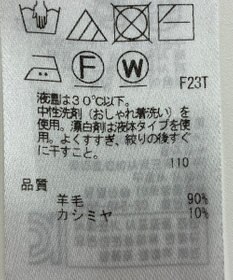 F W
F23T
液温は30℃以下。
中性洗剤（おしゃれ着洗い）を
使用。漂白剤は液体タイプを使
用。よくすすぎ、絞りの後すぐ
に干すこと。
110
品質
羊毛 90%
カシミヤ 10%